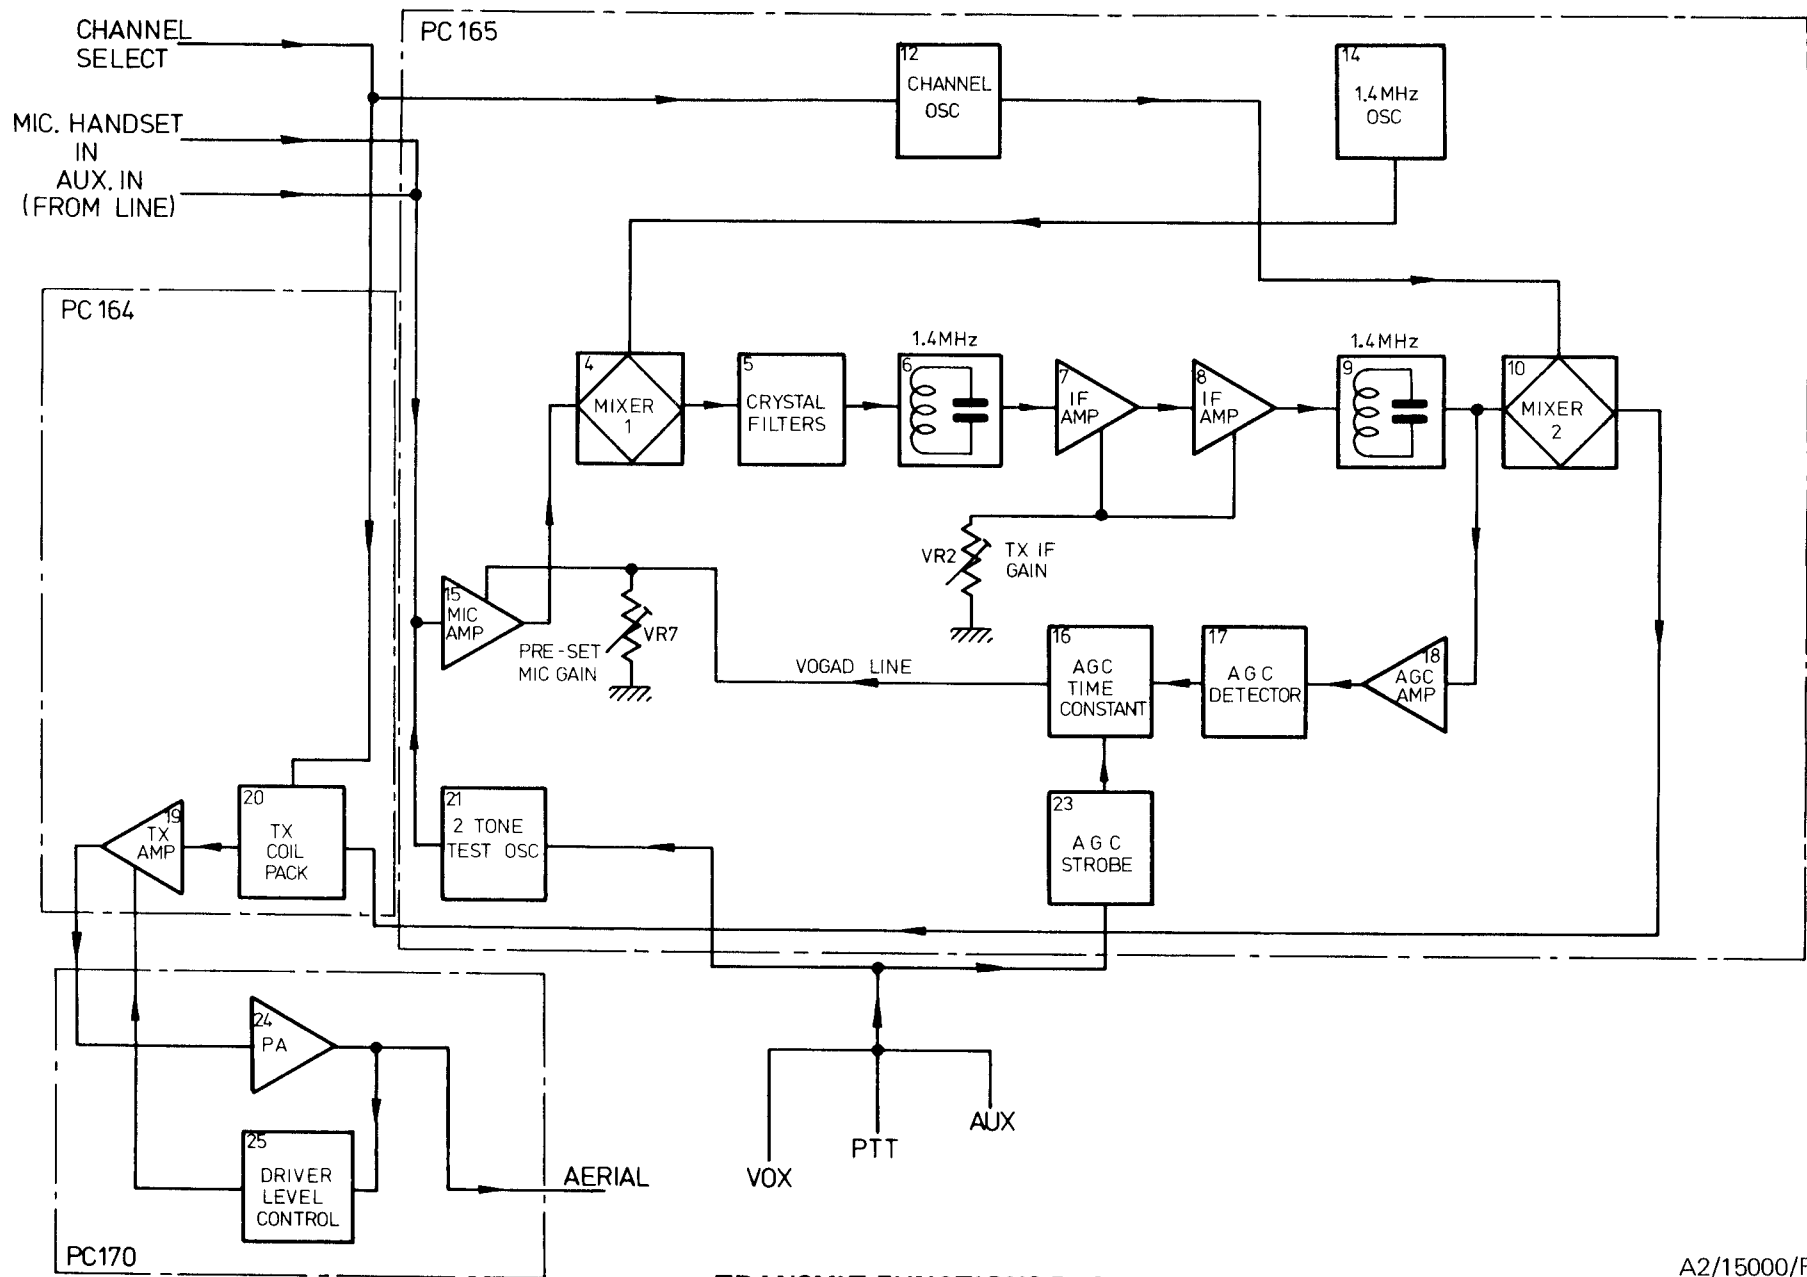 CHANNEL
SELECT
MIC. HANDSET
IN
AUX. IN
(FROM LINE)
PC 165
12
CHANNEL
OSC
14
1.4MHz
OSC
PC 164
4
MIXER
1
5
CRYSTAL
FILTERS
1.4MHz
6
7
IF
AMP
8
IF
AMP
1.4MHz
9
10
MIXER
2
VR2
TX IF
GAIN
15
MIC
AMP
PRE-SET
MIC GAIN
VR7
VOGAD LINE
16
AGC
TIME
CONSTANT
17
AGC
DETECTOR
18
AGC
AMP
19
TX
AMP
20
TX
COIL
PACK
21
2 TONE
TEST OSC
23
AGC
STROBE
24
PA
25
DRIVER
LEVEL
CONTROL
PC170
AERIAL
VOX
PTT
AUX
A2/15000/